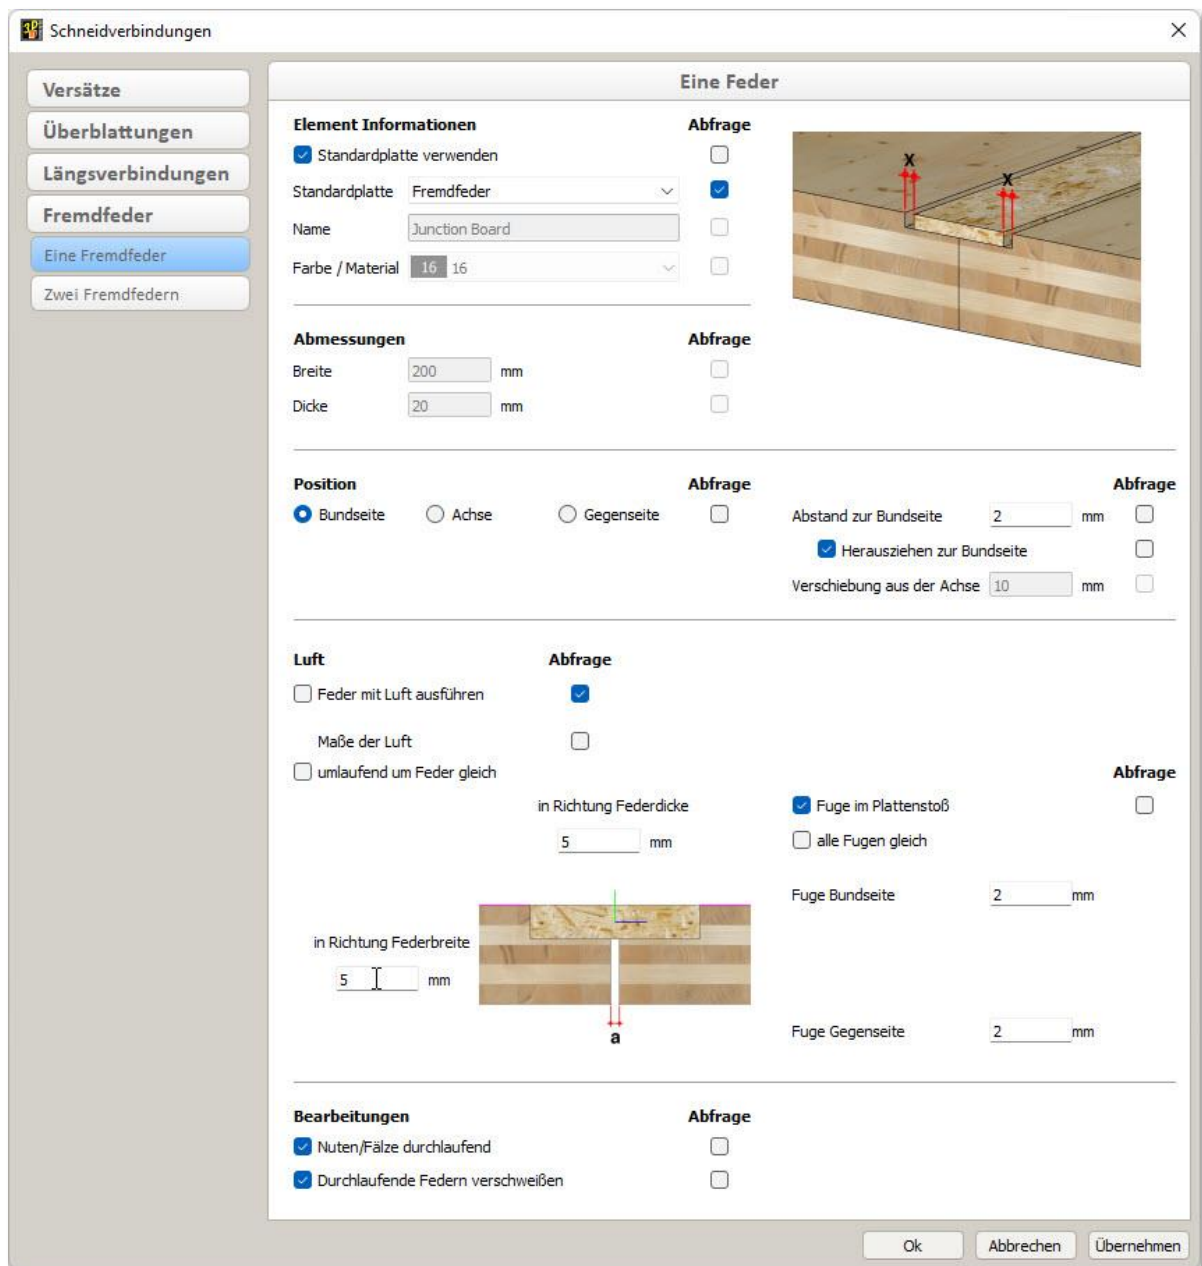 Schneidverbindungen
Versätze
Überblattungen
Längsverbindungen
Fremdfeder
Eine Fremdfeder
Zwei Fremdfedern
Eine Feder
Element Informationen Abfrage
Standardplatte verwenden
Standardplatte Fremdfeder
Name Junction Board
Farbe / Material 16 16
x x
Abmessungen Abfrage
Breite 200 mm
Dicke 20 mm
Position Abfrage Abfrage
Bundseite Achse Gegenseite Abstand zur Bundseite 2 mm
Herausziehen zur Bundseite
Verschiebung aus der Achse 10 mm
Luft Abfrage
Feder mit Luft ausführen
Maße der Luft
umlaufend um Feder gleich Abfrage
in Richtung Federdicke Fuge im Plattenstoß
5 mm alle Fugen gleich
Fuge Bundseite 2 mm
in Richtung Federbreite
5 mm
a
Fuge Gegenseite 2 mm
Bearbeitungen Abfrage
Nuten/Fälze durchlaufend
Durchlaufende Federn verschweißen
Ok Abbrechen Übernehmen